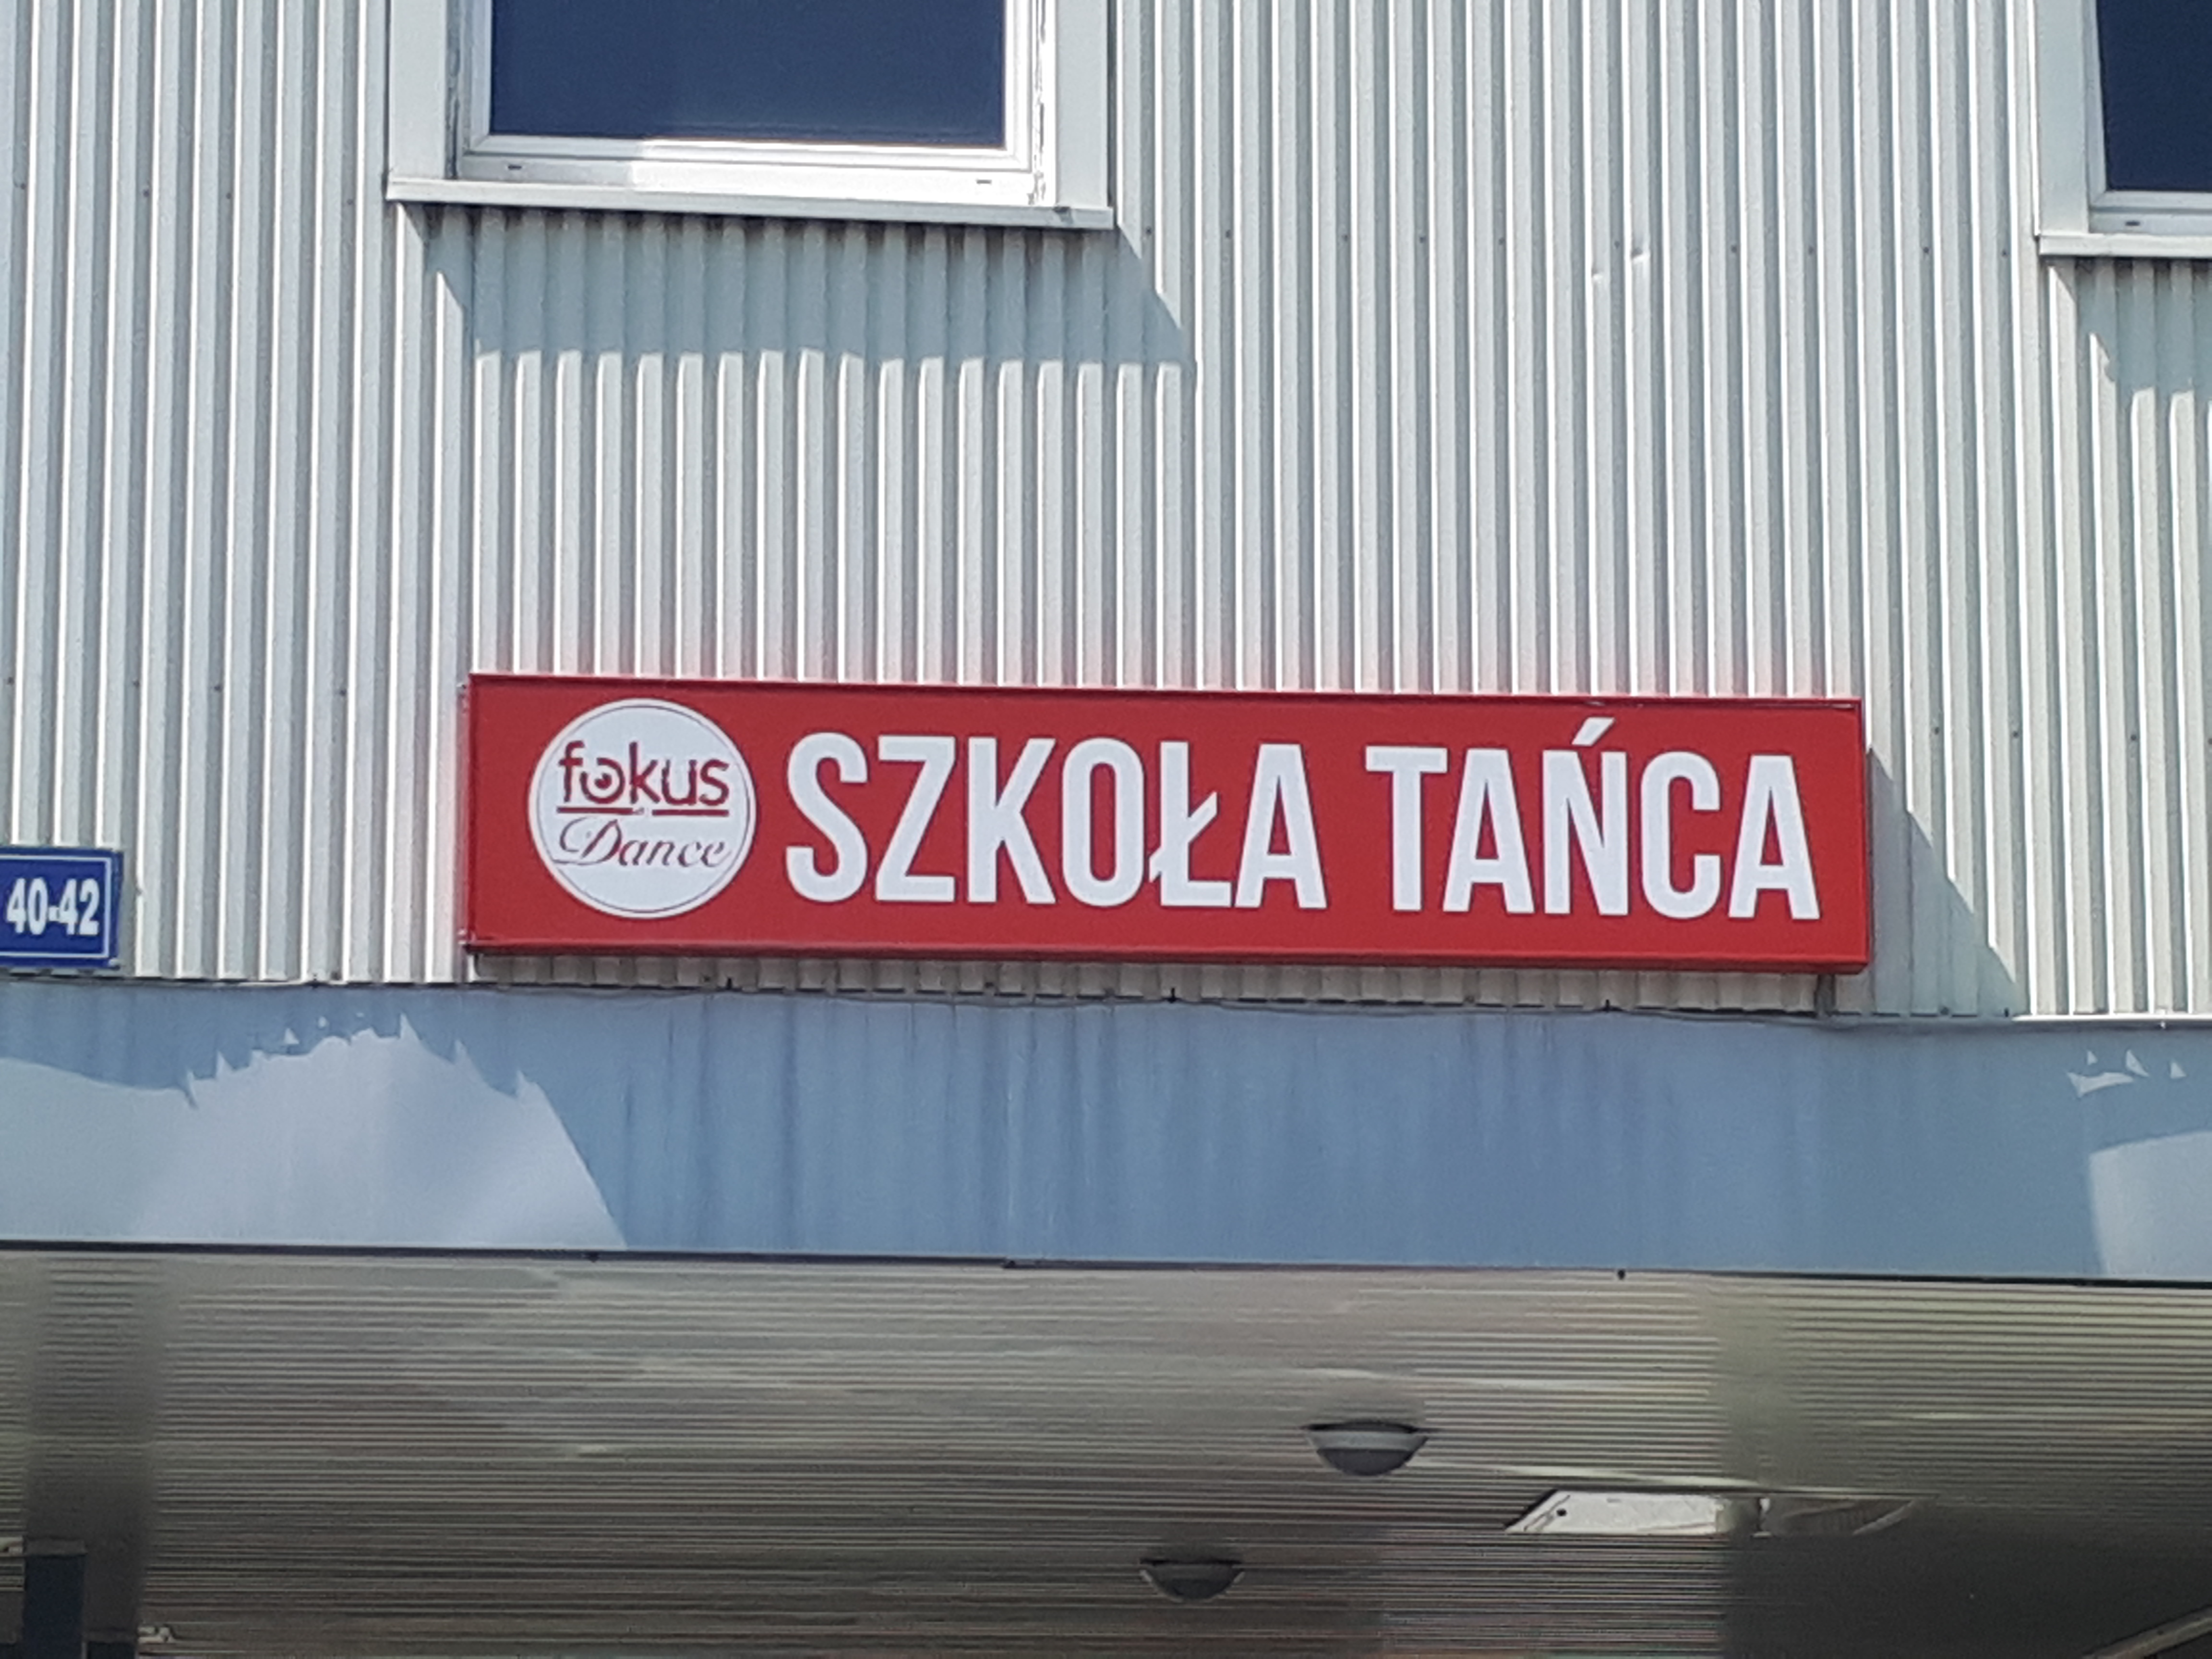 fokus
Dance
SZKOŁA TAŃCA
40-42